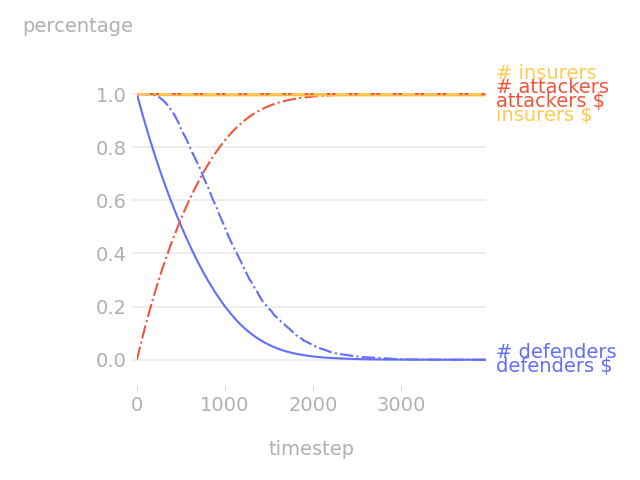 percentage
# insurers
# attackers
attackers $
insurers $
1.0
0.8
0.6
0.4
0.2
0.0
# defenders
defenders $
0
1000
2000
3000
timestep